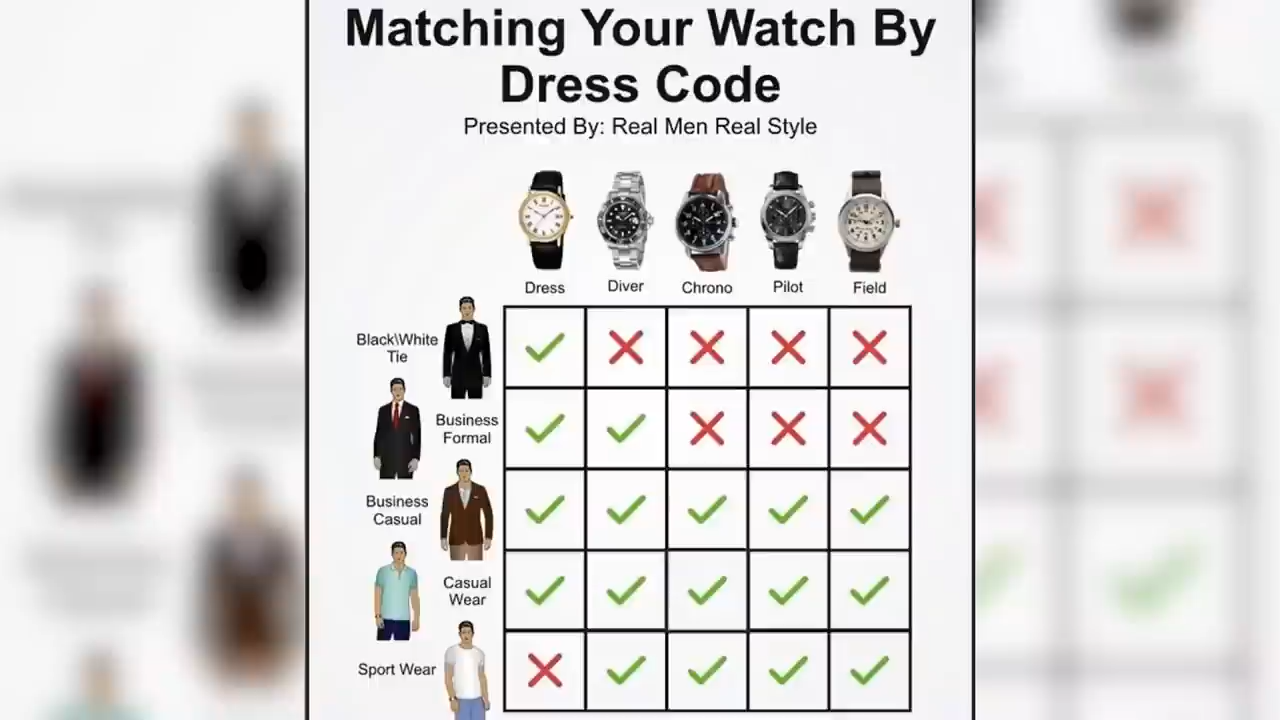 Matching Your Watch By
Dress Code
Presented By: Real Men Real Style
Dress Diver Chrono Pilot Field
Black\White
Tie
Business
Formal
Business
Casual
Casual
Wear
Sport Wear